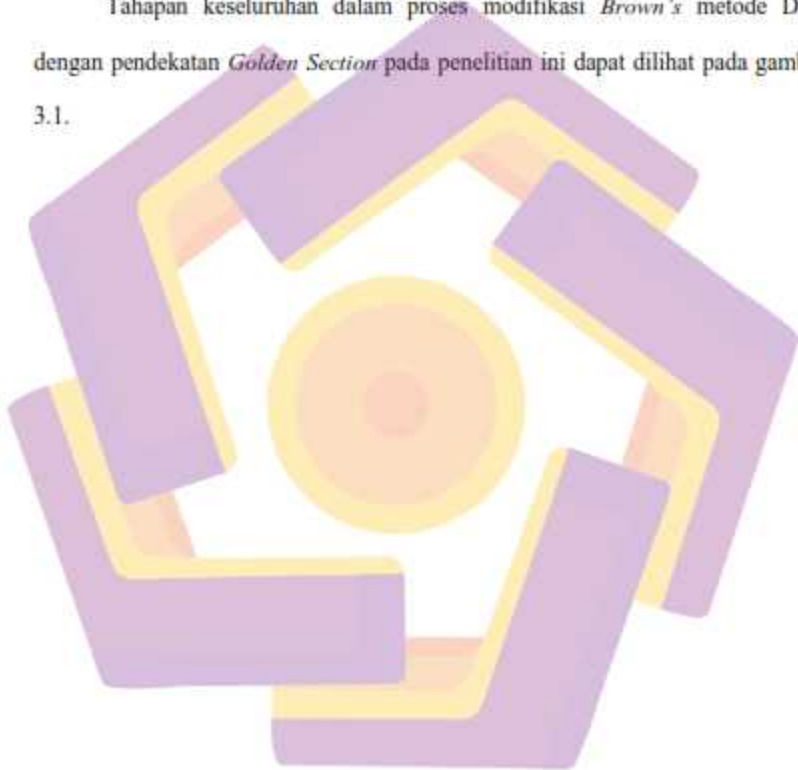 Tahapan keseluruhan dalam proses modifikasi Brown's metode D
dengan pendekatan Golden Section pada penelitian ini dapat dilihat pada gam
3.1.